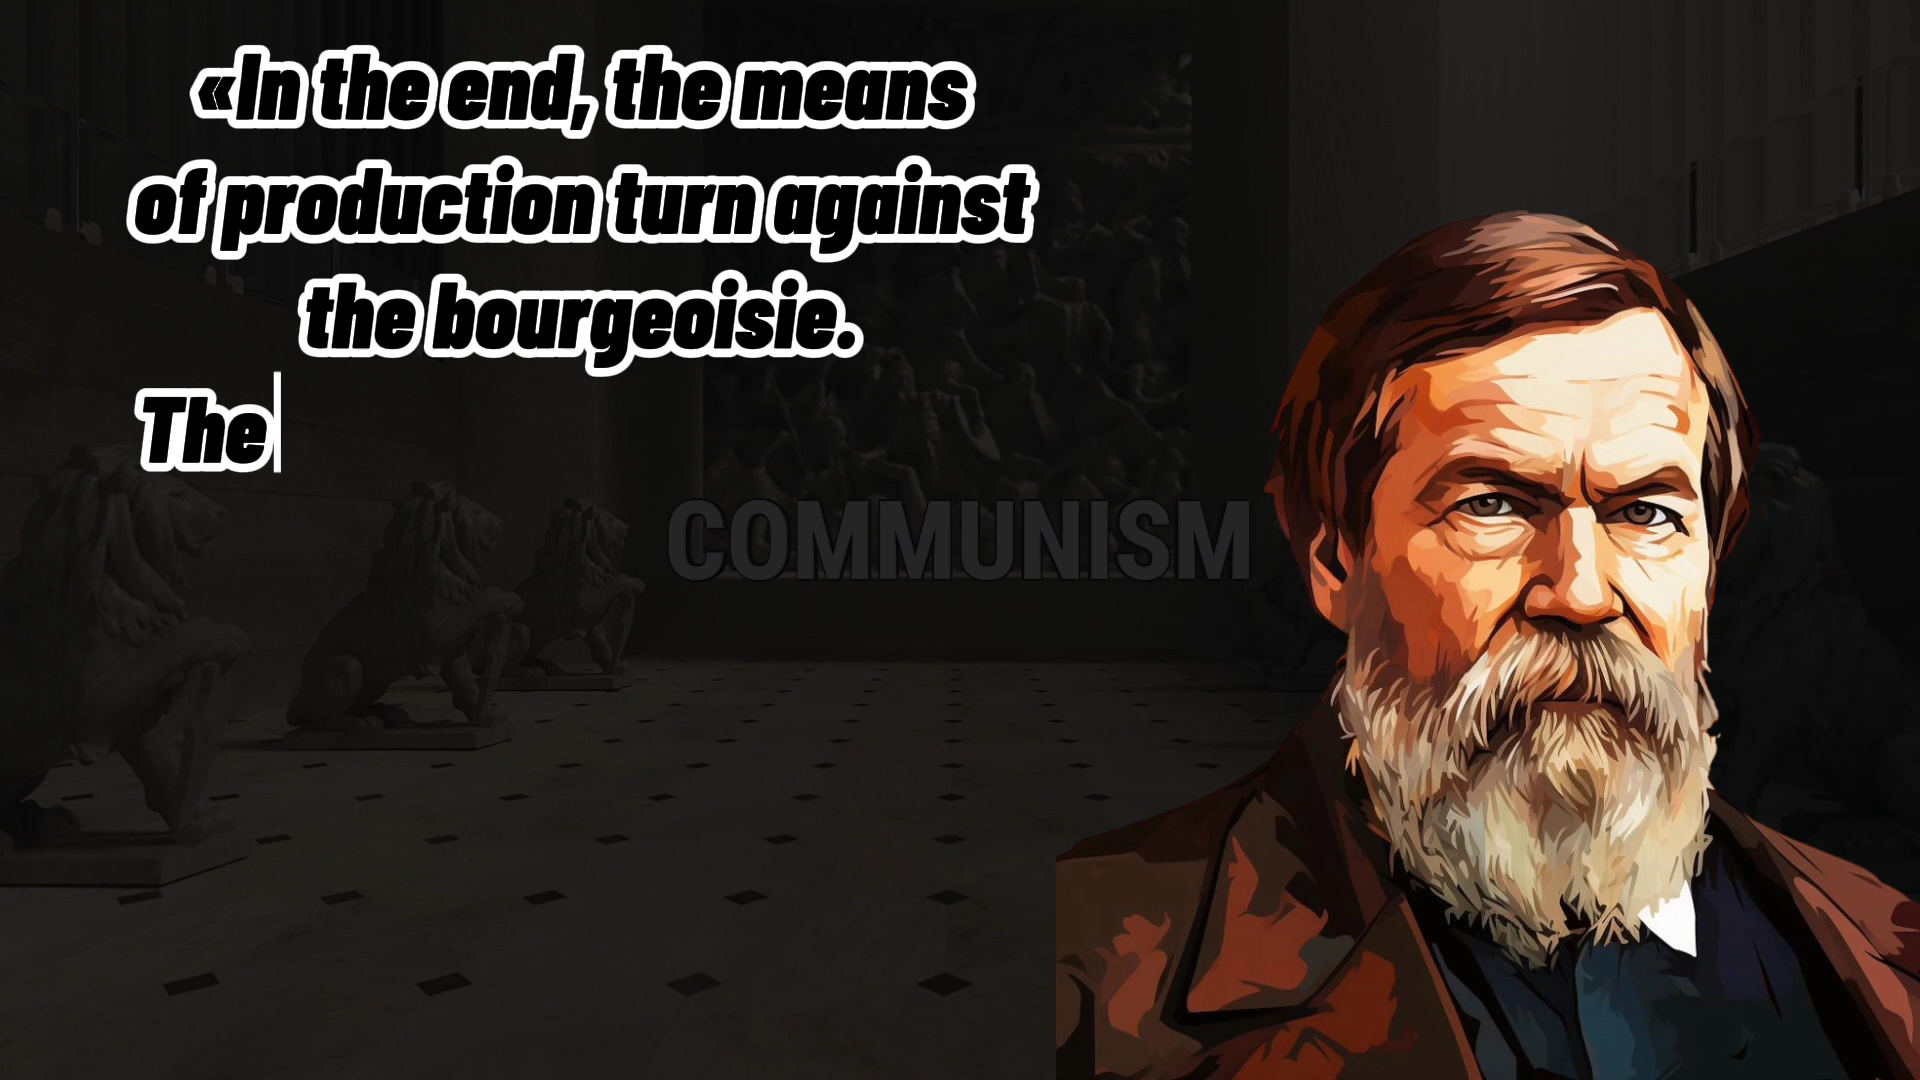 «In the end, the means
of production turn against
the bourgeoisie.
The
COMMUNISM